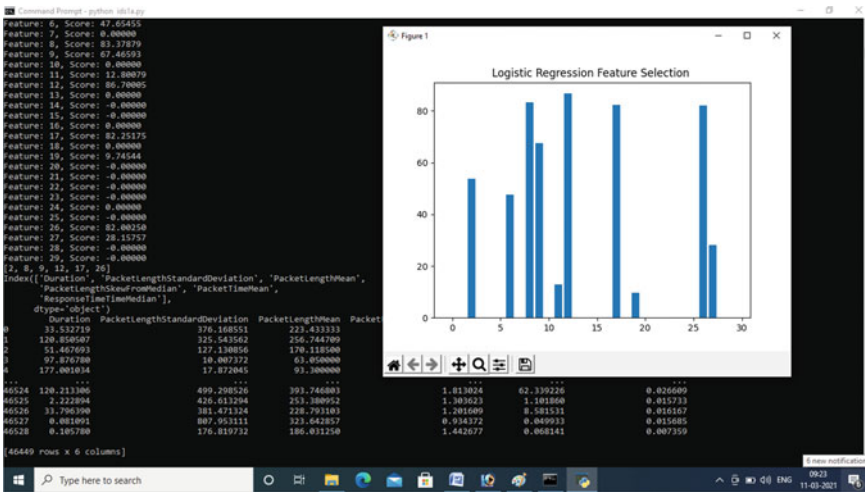 Command Prompt - python ids1a.py
Feature: 6, Score: 47.65455
Feature: 7, Score: 0.00000
Feature: 8, Score: 83.37879
Feature: 9, Score: 67.46593
Feature: 10, Score: 0.00000
Feature: 11, Score: 12.80079
Feature: 12, Score: 86.70005
Feature: 13, Score: 0.00000
Feature: 14, Score: -0.00000
Feature: 15, Score: -0.00000
Feature: 16, Score: 0.00000
Feature: 17, Score: 82.25175
Feature: 18, Score: 0.00000
Feature: 19, Score: 9.74544
Feature: 20, Score: -0.00000
Feature: 21, Score: -0.00000
Feature: 22, Score: -0.00000
Feature: 23, Score: -0.00000
Feature: 24, Score: 0.00000
Feature: 25, Score: -0.00000
Feature: 26, Score: 82.00250
Feature: 27, Score: 28.15757
Feature: 28, Score: -0.00000
Feature: 29, Score: -0.00000
[2, 8, 9, 12, 17, 26]
Index(['Duration', 'PacketLengthStandardDeviation', 'PacketLengthMean',
'PacketLengthSkewFromMedian', 'PacketTimeMean',
'ResponseTimeTimeMedian'],
dtype='object')
Duration PacketLengthStandardDeviation PacketLengthMean Packet
0 33.532719 376.168551 223.433333
1 120.850507 325.543562 256.744709
2 51.467693 127.130856 170.118500
3 97.876780 10.007372 63.050000
4 177.001034 17.872045 93.300000
... ... ... ... ... ... ...
46524 120.213306 499.298526 393.746803 1.813024 62.339226 0.026609
46525 2.222894 426.613294 253.380952 1.303623 1.101860 0.015733
46526 33.796390 381.471324 228.793103 1.201609 8.581531 0.016167
46527 0.081091 807.953111 323.642857 0.934372 0.049933 0.015685
46528 0.105780 176.819732 186.031250 1.442677 0.068141 0.007359
[46449 rows x 6 columns]
Figure 1
Logistic Regression Feature Selection
80
60
40
20
0
0 5 10 15 20 25 30
6 new notification
Type here to search
ENG
09:23
11-03-2021